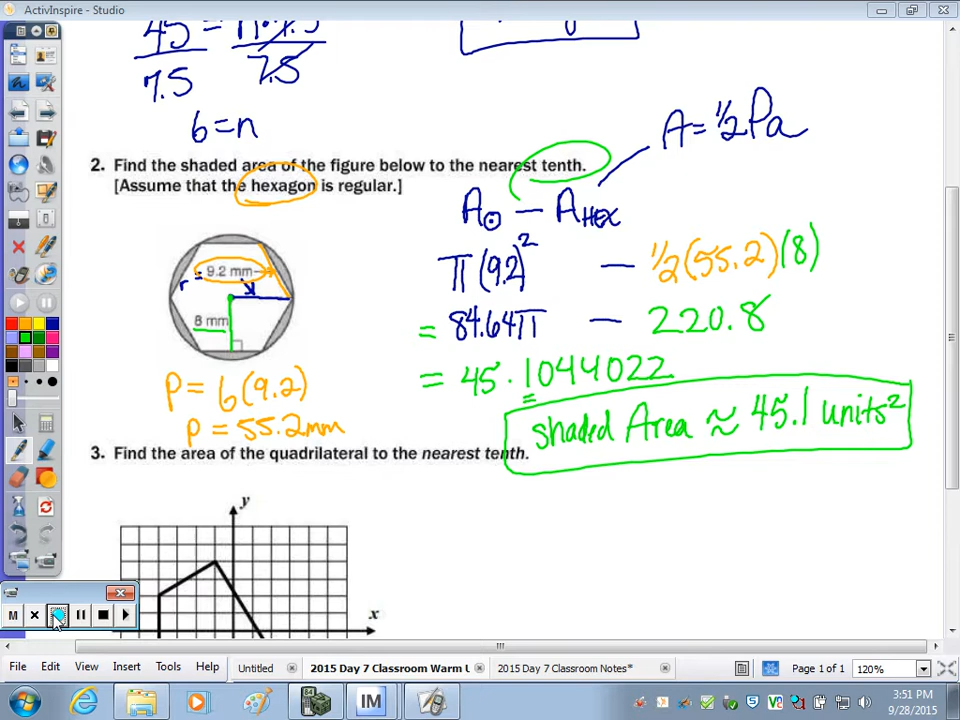 ActivInspire - Studio
45 = n · 7.5
7.5 7.5
6 = n
A = ½Pa
2. Find the shaded area of the figure below to the nearest tenth.
[Assume that the hexagon is regular.]
A⊙ — A HEX
r = 9.2 mm
8 mm
π(9.2)² — ½(55.2)(8)
= 84.64π — 220.8
= 45.1044022
P = 6(9.2)
P = 55.2mm
shaded Area ≈ 45.1 units²
3. Find the area of the quadrilateral to the nearest tenth.
y
x
M
File Edit View Insert Tools Help Untitled 2015 Day 7 Classroom Warm U 2015 Day 7 Classroom Notes* Page 1 of 1 120%
IM
3:51 PM
9/28/2015